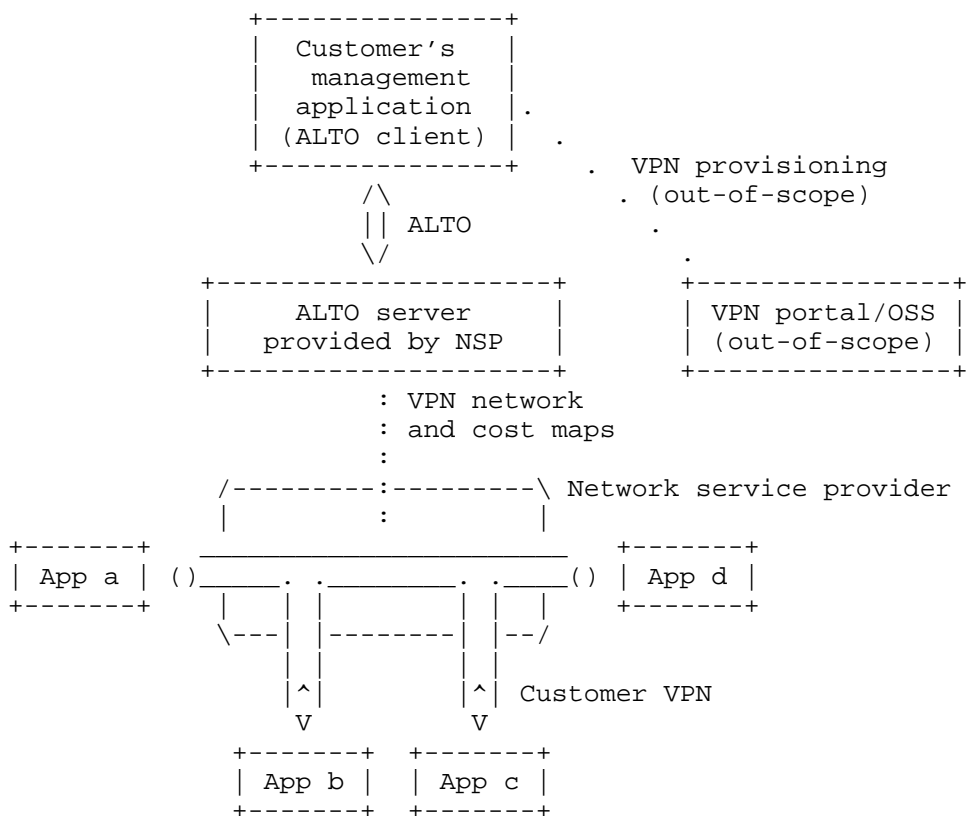 Customer's
management
application
(ALTO client)
VPN provisioning
(out-of-scope)
ALTO
ALTO server
provided by NSP
VPN portal/OSS
(out-of-scope)
VPN network
and cost maps
Network service provider
App a
App d
Customer VPN
App b
App c